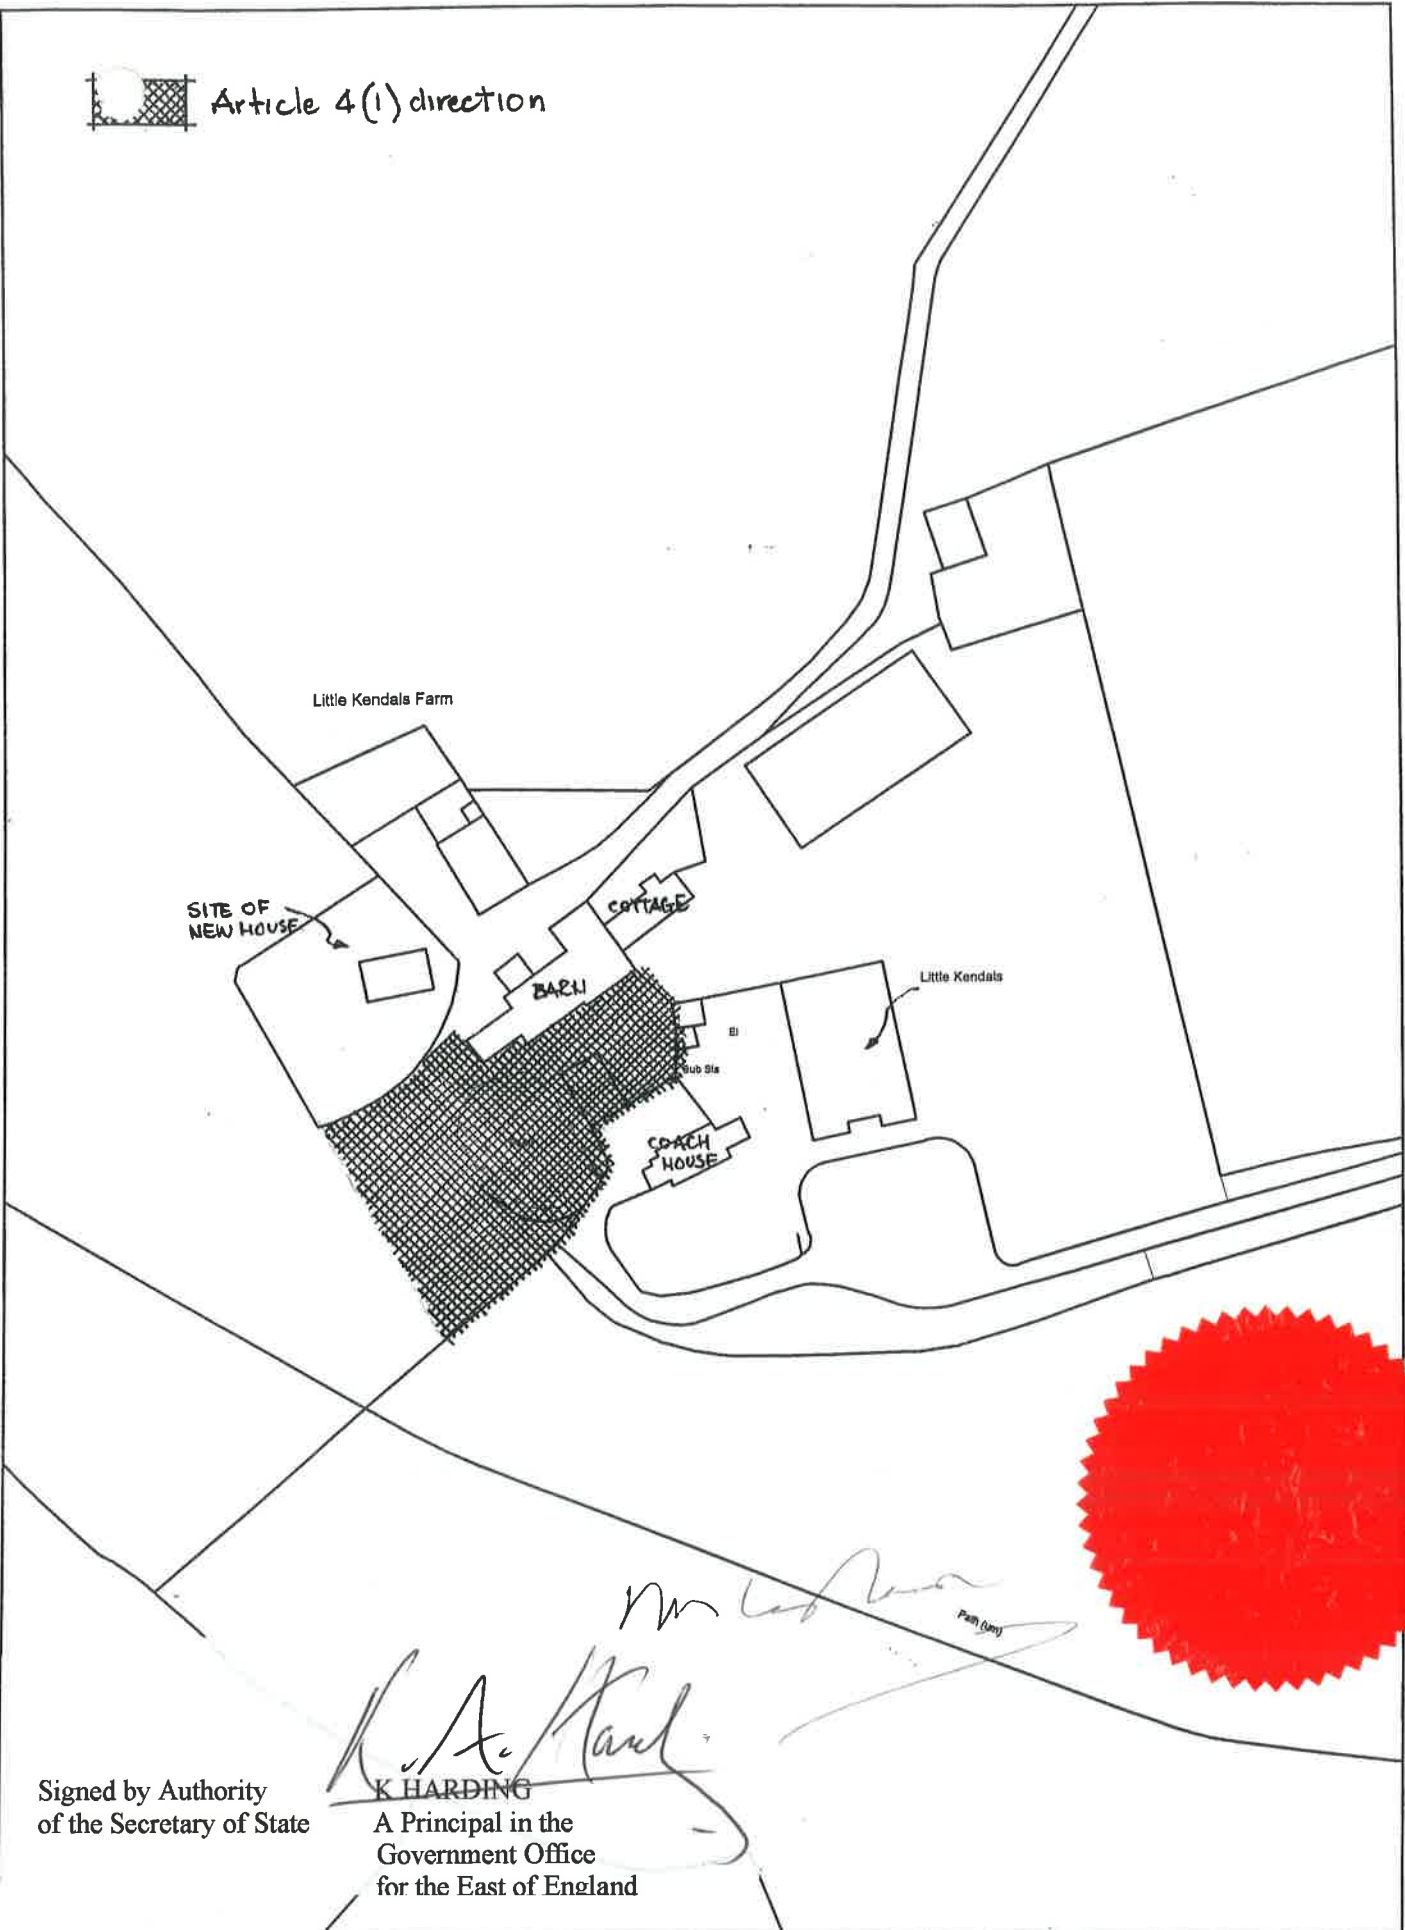 Article 4(1) direction
Little Kendals Farm
SITE OF
NEW HOUSE
COTTAGE
BARN
Little Kendals
El
Sub Sta
COACH
HOUSE
Path (um)
K. A. Hard
Signed by Authority
of the Secretary of State
K HARDING
A Principal in the
Government Office
for the East of England